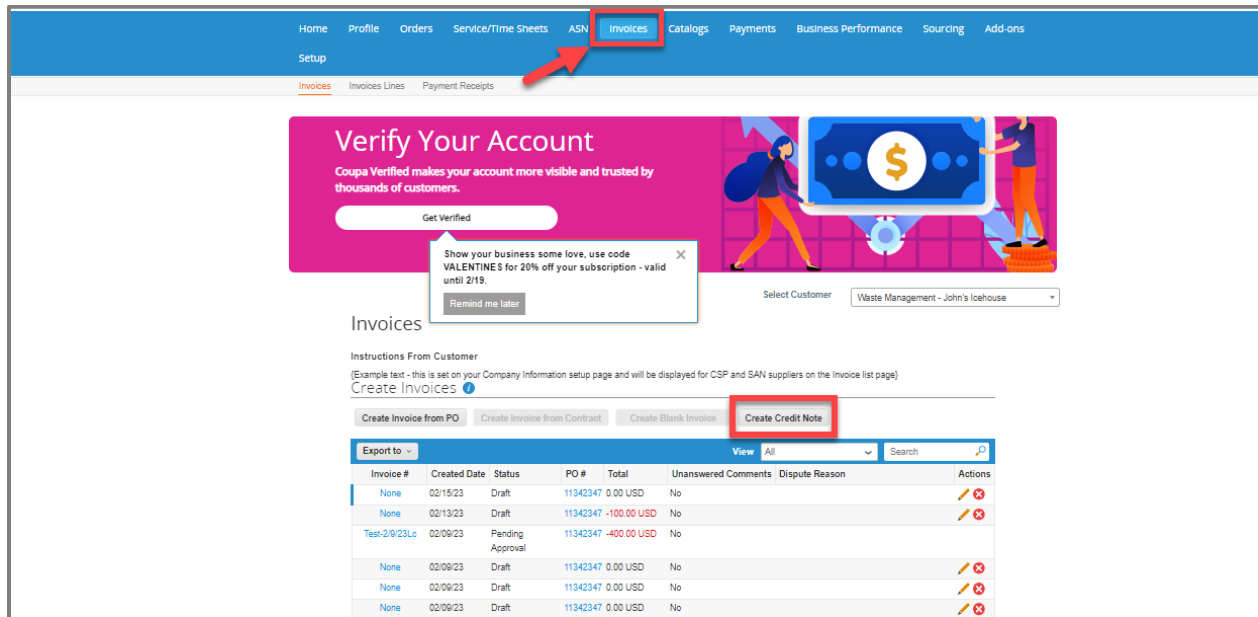 Home Profile Orders Service/Time Sheets ASN Invoices Catalogs Payments Business Performance Sourcing Add-ons
Setup
Invoices Invoices Lines Payment Receipts
Verify Your Account
Coupa Verified makes your account more visible and trusted by
thousands of customers.
Get Verified
Show your business some love, use code
VALENTINES for 20% off your subscription - valid
until 2/19.
Remind me later
Select Customer Waste Management - John's Icehouse
Invoices
Instructions From Customer
{Example text - this is set on your Company Information setup page and will be displayed for CSP and SAN suppliers on the Invoice list page}
Create Invoices
Create Invoice from PO Create Invoice from Contract Create Blank Invoice Create Credit Note
Export to View All Search
Invoice # Created Date Status PO # Total Unanswered Comments Dispute Reason Actions
None 02/15/23 Draft 11342347 0.00 USD No
None 02/13/23 Draft 11342347 -100.00 USD No
Test-2/9/23Lc 02/09/23 Pending 11342347 -400.00 USD No
Approval
None 02/09/23 Draft 11342347 0.00 USD No
None 02/09/23 Draft 11342347 0.00 USD No
None 02/09/23 Draft 11342347 0.00 USD No